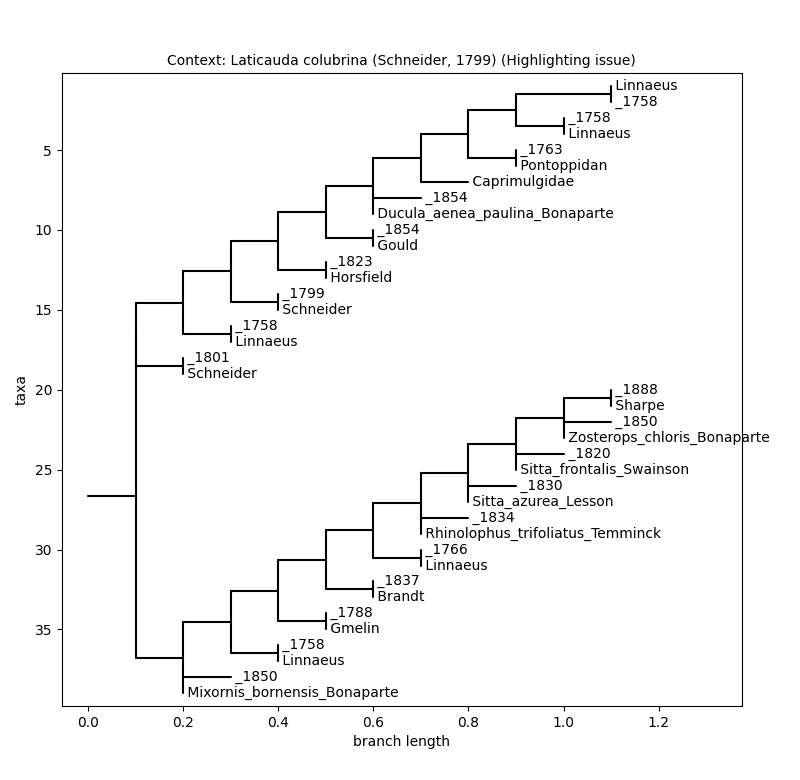 Context: Laticauda colubrina (Schneider, 1799) (Highlighting issue)
Linnaeus
_1758
_1758
Linnaeus
_1763
Pontoppidan
Caprimulgidae
_1854
Ducula_aenea_paulina_Bonaparte
_1854
Gould
_1823
Horsfield
_1799
Schneider
_1758
Linnaeus
_1801
Schneider
_1888
Sharpe
_1850
Zosterops_chloris_Bonaparte
_1820
Sitta_frontalis_Swainson
_1830
Sitta_azurea_Lesson
_1834
Rhinolophus_trifoliatus_Temminck
_1766
Linnaeus
_1837
Brandt
_1788
Gmelin
_1758
Linnaeus
_1850
Mixornis_bornensis_Bonaparte
5
10
15
20
25
30
35
taxa
0.0 0.2 0.4 0.6 0.8 1.0 1.2
branch length